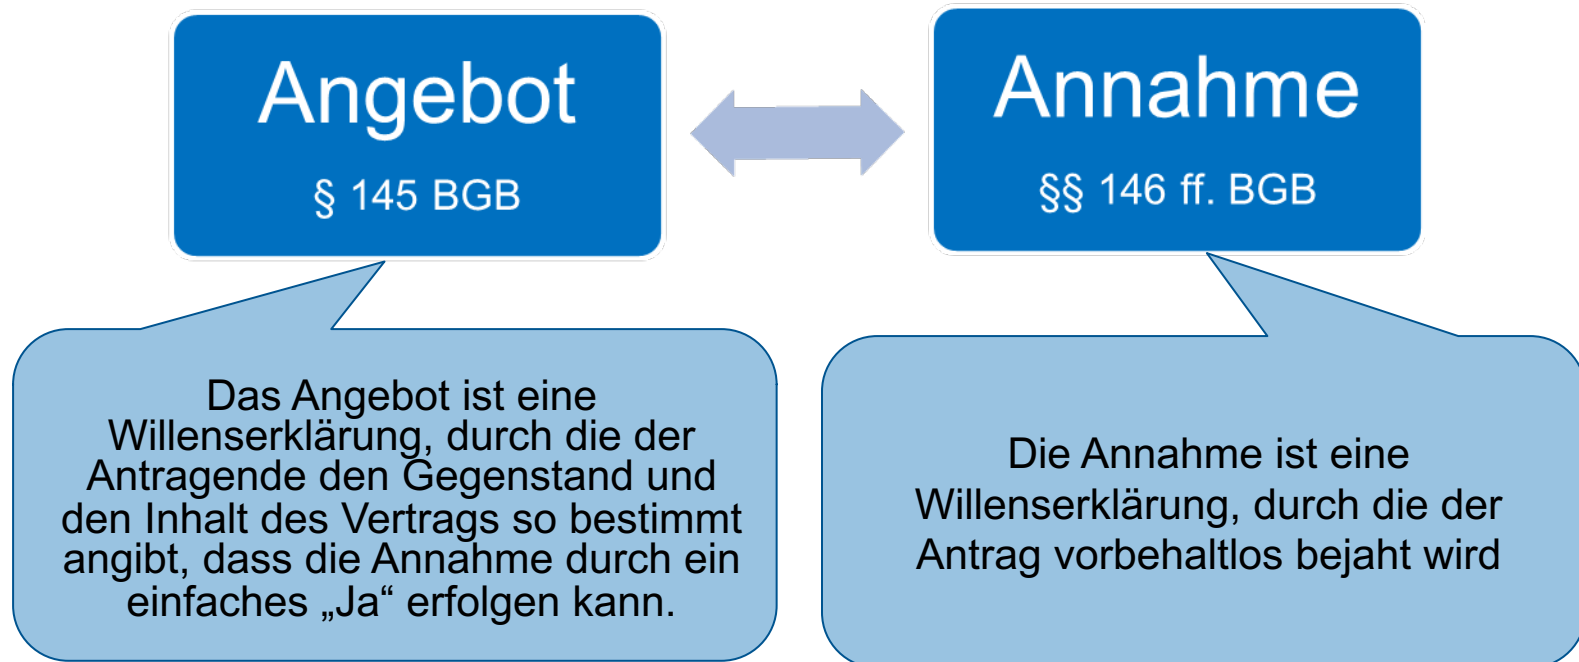 Angebot
§ 145 BGB
Annahme
§§ 146 ff. BGB
Das Angebot ist eine
Willenserklärung, durch die der
Antragende den Gegenstand und
den Inhalt des Vertrags so bestimmt
angibt, dass die Annahme durch ein
einfaches „Ja“ erfolgen kann.
Die Annahme ist eine
Willenserklärung, durch die der
Antrag vorbehaltlos bejaht wird